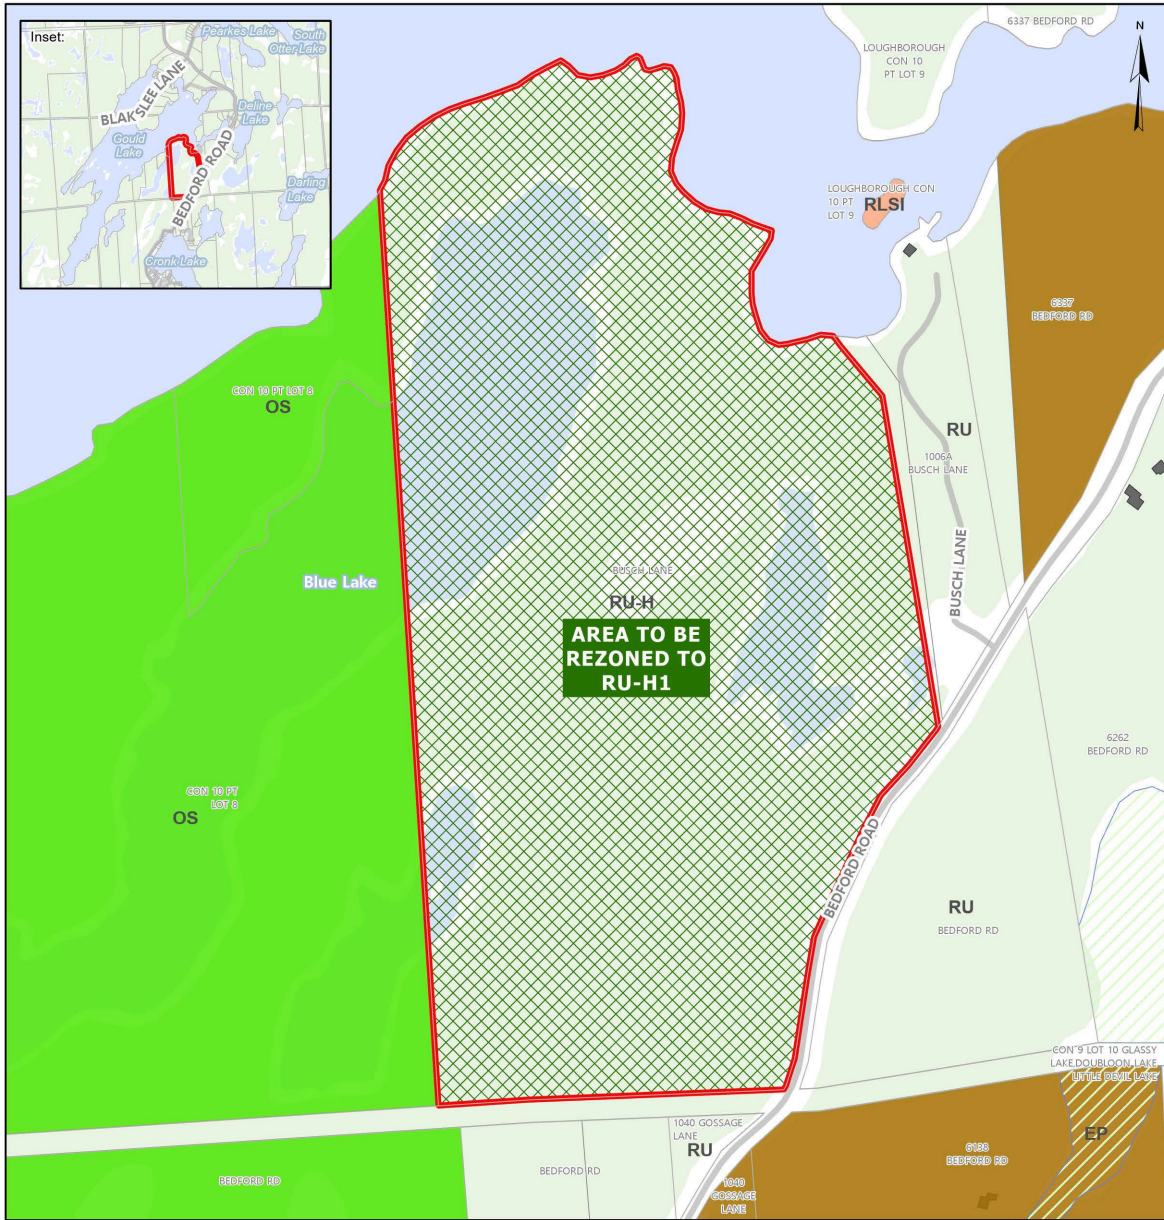 Inset:
Pearkes Lake
South
Otter Lake
BLAKSLEE LANE
Gould
Lake
Deline
Lake
BEDFORD ROAD
Darling
Lake
Cronk Lake
6337 BEDFORD RD
N
LOUGHBOROUGH
CON 10
PT LOT 9
LOUGHBOROUGH CON
10 PT
LOT 9
RLSI
6337
BEDFORD RD
CON 10 PT LOT 8
OS
RU
1006A
BUSCH LANE
BUSCH LANE
Blue Lake
BUSCH LANE
RU-H
AREA TO BE
REZONED TO
RU-H1
6262
BEDFORD RD
CON 10 PT
LOT 8
OS
BEDFORD ROAD
RU
BEDFORD RD
CON 9 LOT 10 GLASSY
LAKE,DOUBLOON LAKE
LITTLE DEVIL LAKE
1040 GOSSAGE
LANE
RU
EP
6138
BEDFORD RD
BEDFORD RD
BEDFORD RD
1040
GOSSAGE
LANE